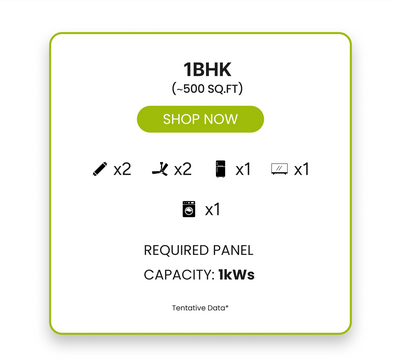 1BHK
(~500 SQ.FT)
SHOP NOW
x2 x2 x1 x1
x1
REQUIRED PANEL
CAPACITY: 1kWs
Tentative Data*